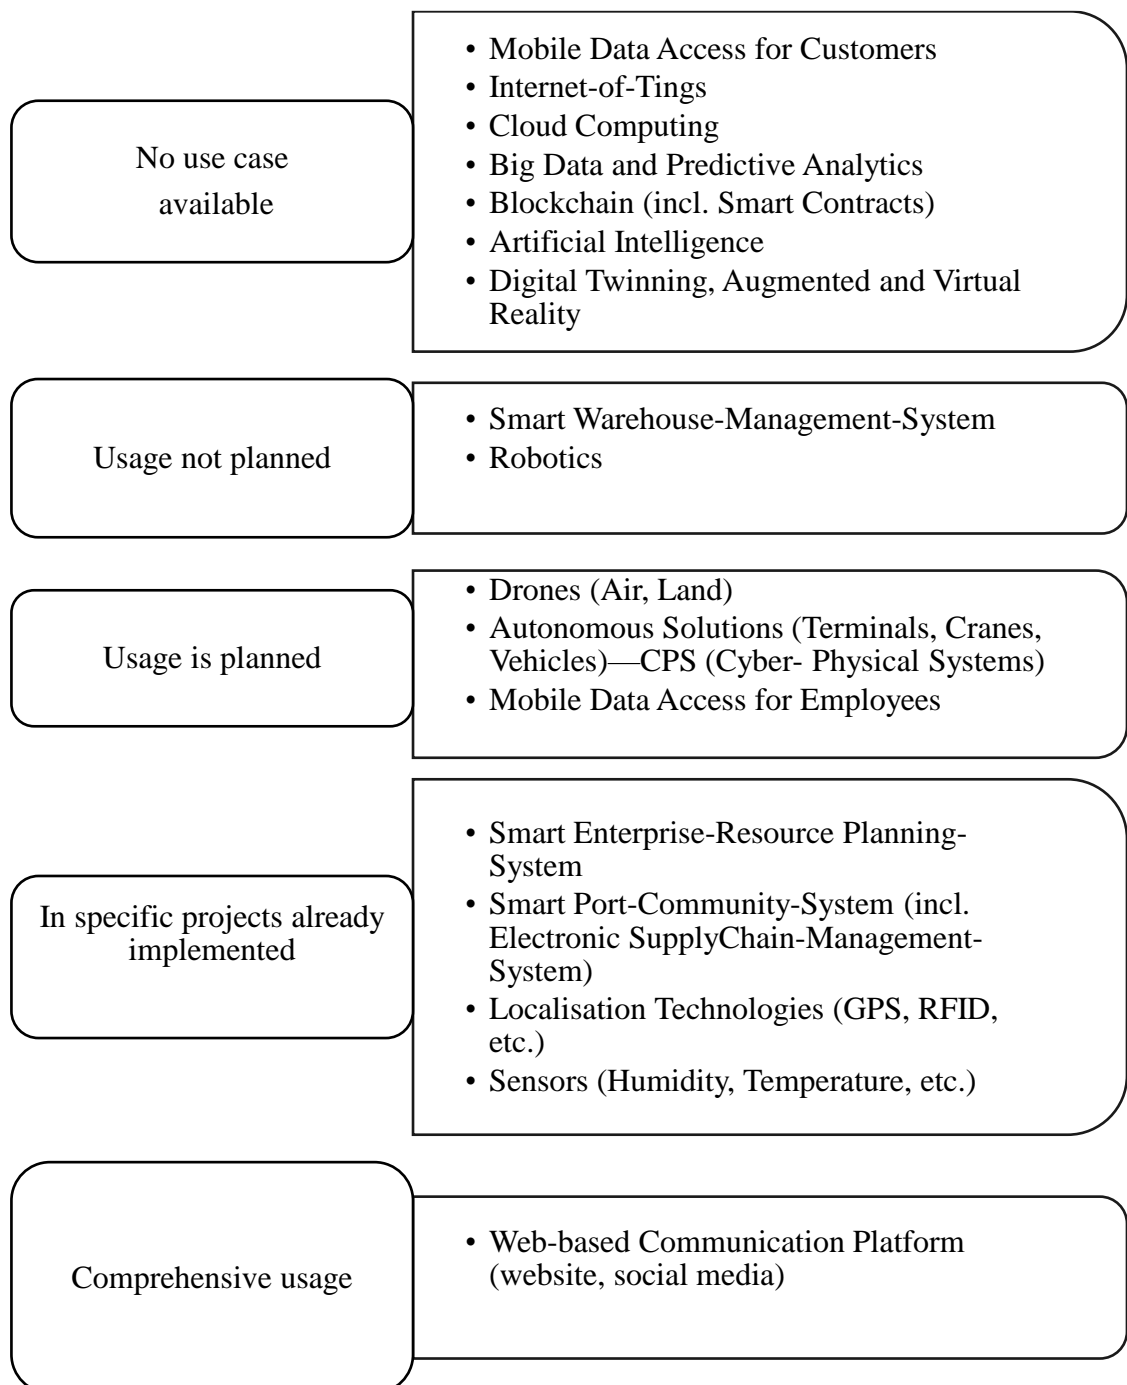 No use case
available
• Mobile Data Access for Customers
• Internet-of-Tings
• Cloud Computing
• Big Data and Predictive Analytics
• Blockchain (incl. Smart Contracts)
• Artificial Intelligence
• Digital Twinning, Augmented and Virtual
Reality
Usage not planned
• Smart Warehouse-Management-System
• Robotics
Usage is planned
• Drones (Air, Land)
• Autonomous Solutions (Terminals, Cranes,
Vehicles)—CPS (Cyber- Physical Systems)
• Mobile Data Access for Employees
In specific projects already
implemented
• Smart Enterprise-Resource Planning-
System
• Smart Port-Community-System (incl.
Electronic SupplyChain-Management-
System)
• Localisation Technologies (GPS, RFID,
etc.)
• Sensors (Humidity, Temperature, etc.)
Comprehensive usage
• Web-based Communication Platform
(website, social media)